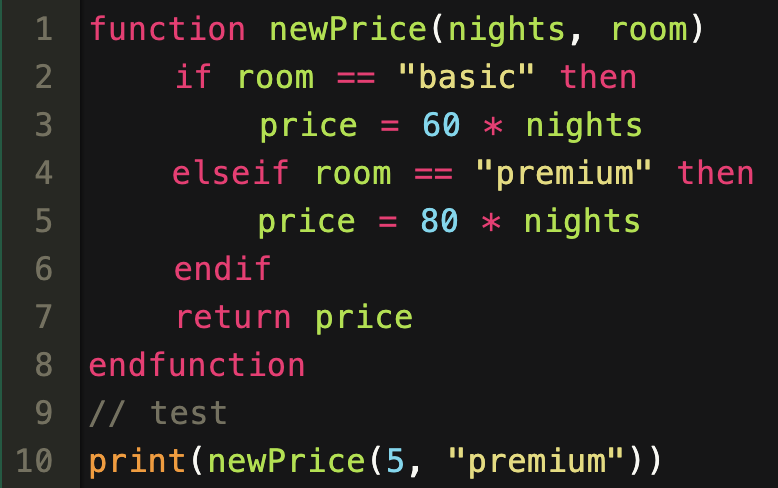 1 function newPrice(nights, room)
2 if room == "basic" then
3 price = 60 * nights
4 elseif room == "premium" then
5 price = 80 * nights
6 endif
7 return price
8 endfunction
9 // test
10 print(newPrice(5, "premium"))